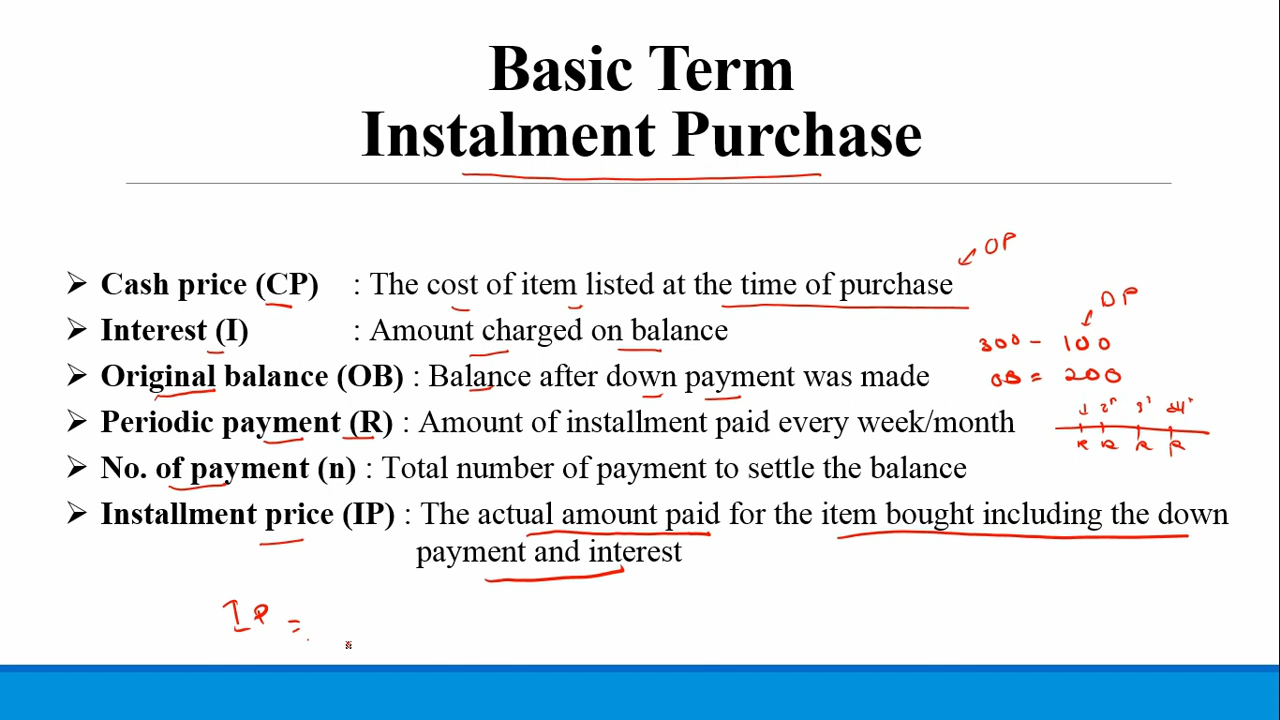 Basic Term
Instalment Purchase
OP
➢ Cash price (CP) : The cost of item listed at the time of purchase
DP
➢ Interest (I) : Amount charged on balance
300 - 100
➢ Original balance (OB) : Balance after down payment was made
OB = 200
➢ Periodic payment (R) : Amount of installment paid every week/month
R R R R
➢ No. of payment (n) : Total number of payment to settle the balance
➢ Installment price (IP) : The actual amount paid for the item bought including the down
payment and interest
IP =